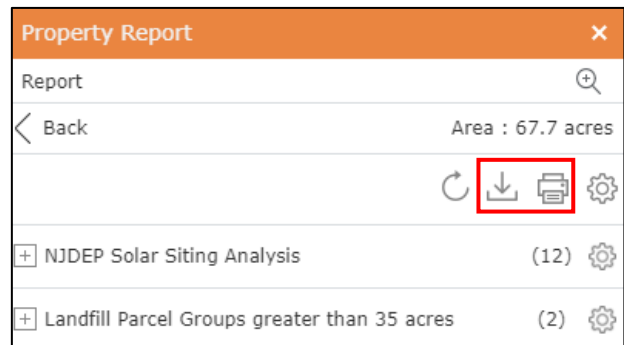 Property Report
Report
Back Area : 67.7 acres
NJDEP Solar Siting Analysis (12)
Landfill Parcel Groups greater than 35 acres (2)